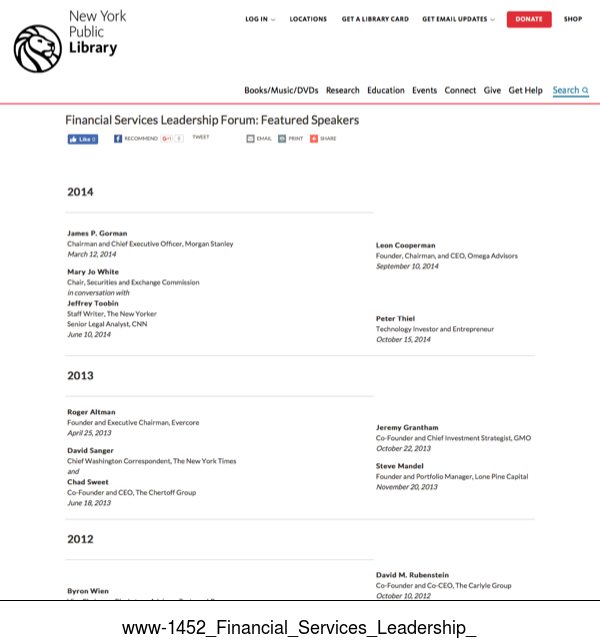 New York
Public
Library
LOG IN
LOCATIONS
GET A LIBRARY CARD
GET EMAIL UPDATES
DONATE
SHOP
Books/Music/DVDs Research Education Events Connect Give Get Help Search
Financial Services Leadership Forum: Featured Speakers
Like 0
RECOMMEND
G+1
0
TWEET
EMAIL
PRINT
SHARE
2014
James P. Gorman
Chairman and Chief Executive Officer, Morgan Stanley
March 12, 2014
Mary Jo White
Chair, Securities and Exchange Commission
in conversation with
Jeffrey Toobin
Staff Writer, The New Yorker
Senior Legal Analyst, CNN
June 10, 2014
Leon Cooperman
Founder, Chairman, and CEO, Omega Advisors
September 10, 2014
Peter Thiel
Technology Investor and Entrepreneur
October 15, 2014
2013
Roger Altman
Founder and Executive Chairman, Evercore
April 25, 2013
David Sanger
Chief Washington Correspondent, The New York Times
and
Chad Sweet
Co-Founder and CEO, The Chertoff Group
June 18, 2013
Jeremy Grantham
Co-Founder and Chief Investment Strategist, GMO
October 22, 2013
Steve Mandel
Founder and Portfolio Manager, Lone Pine Capital
November 20, 2013
2012
Byron Wien
David M. Rubenstein
Co-Founder and Co-CEO, The Carlyle Group
October 10, 2012
www-1452_Financial_Services_Leadership_